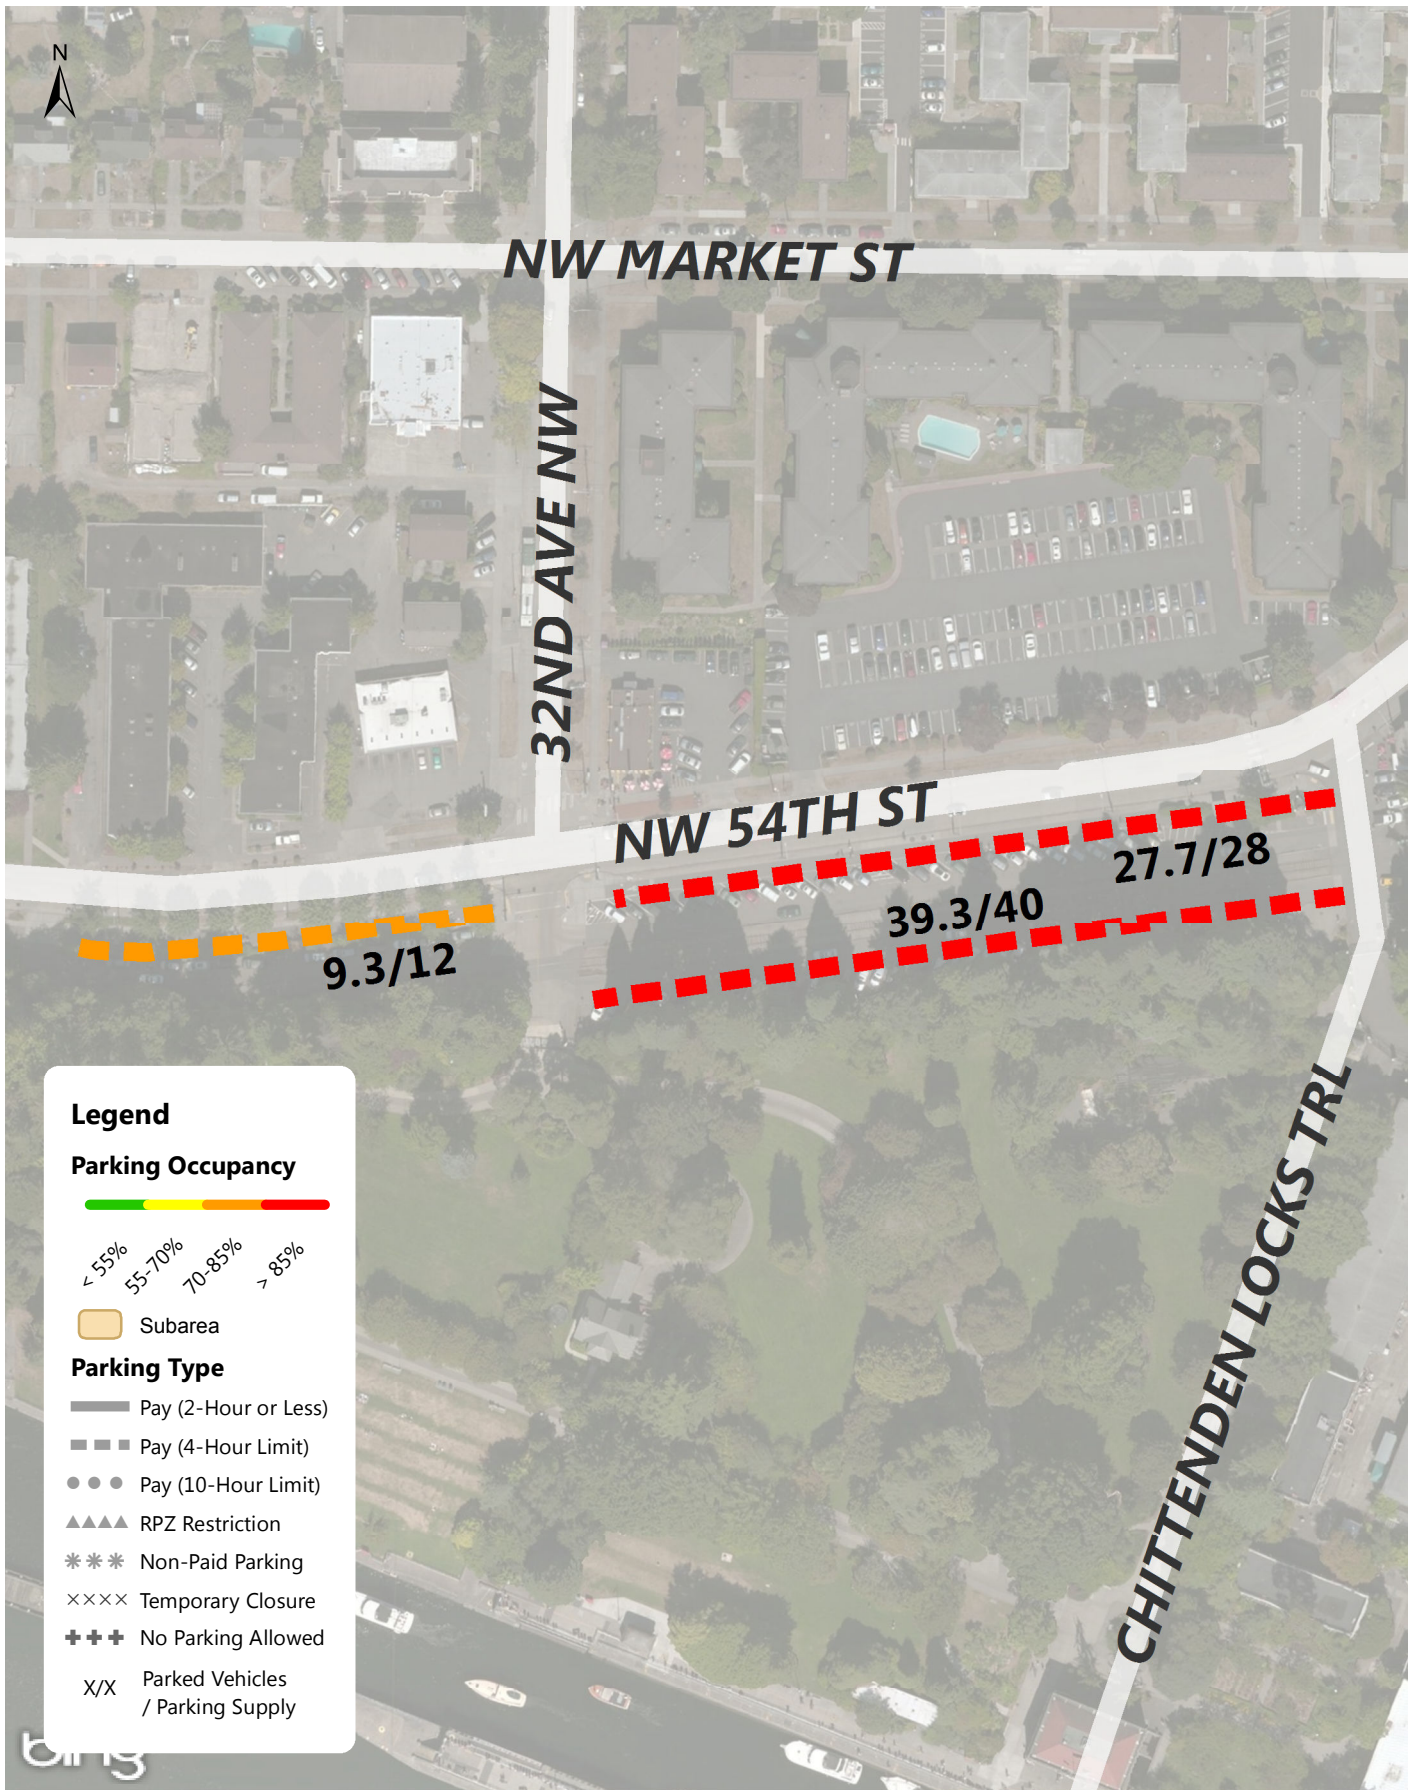 N
NW MARKET ST
32ND AVE NW
NW 54TH ST
27.7/28
39.3/40
9.3/12
CHITTENDEN LOCKS TRL
Legend
Parking Occupancy
< 55%
55-70%
70-85%
> 85%
Subarea
Parking Type
Pay (2-Hour or Less)
Pay (4-Hour Limit)
Pay (10-Hour Limit)
RPZ Restriction
Non-Paid Parking
Temporary Closure
No Parking Allowed
X/X Parked Vehicles
/ Parking Supply
bing